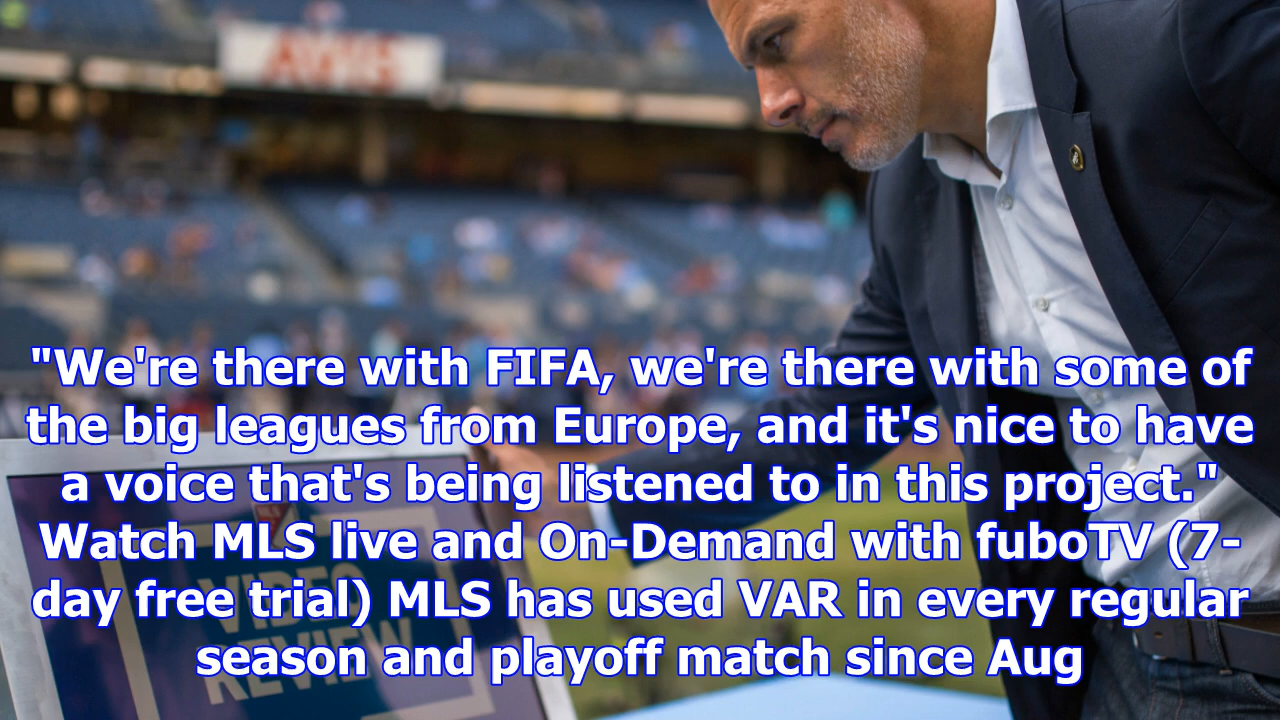 "We're there with FIFA, we're there with some of
the big leagues from Europe, and it's nice to have
a voice that's being listened to in this project."
Watch MLS live and On-Demand with fuboTV (7-
day free trial) MLS has used VAR in every regular
season and playoff match since Aug
VIDEO
REVIEW